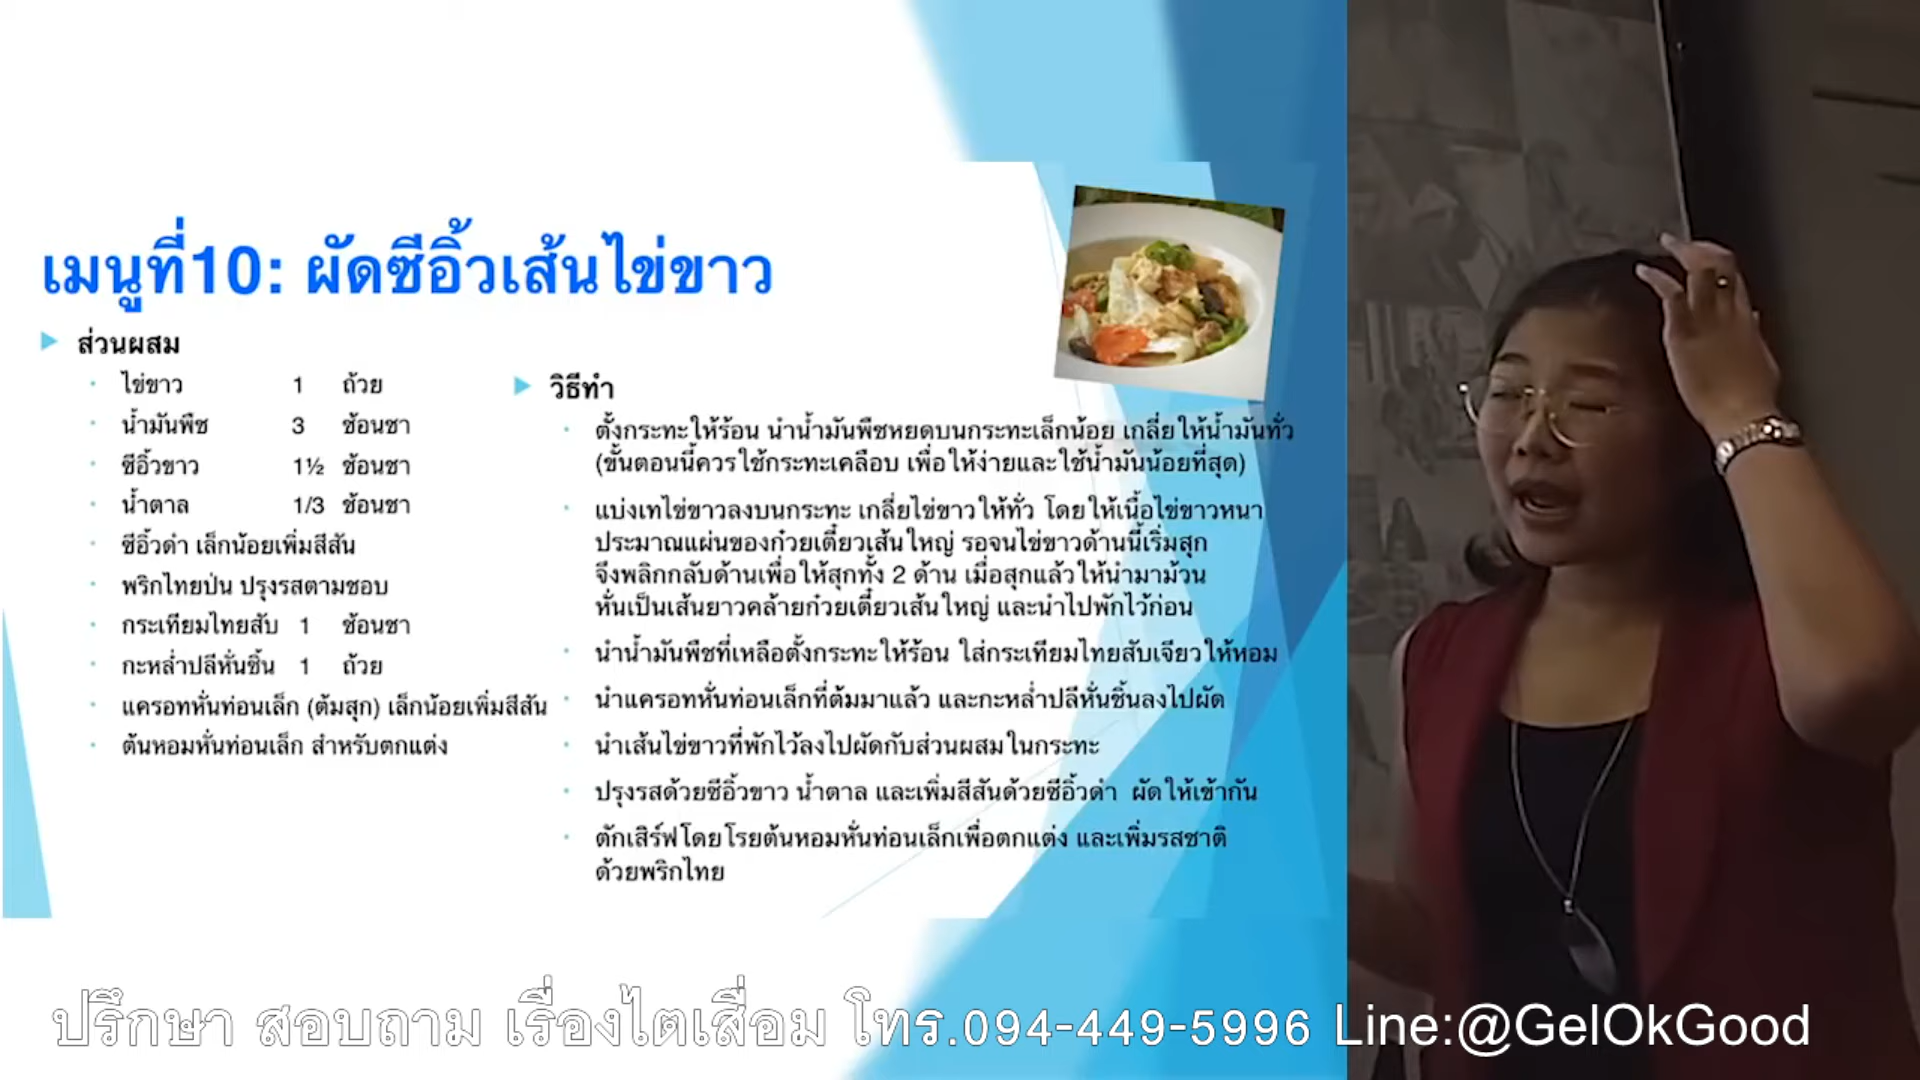 เมนูที่10: ผัดซีอิ้วเส้นไข่ขาว
ส่วนผสม
ไข่ขาว 1 ถ้วย
น้ำมันพืช 3 ช้อนชา
ซีอิ้วขาว 1½ ช้อนชา
น้ำตาล 1/3 ช้อนชา
ซีอิ้วดำ เล็กน้อยเพิ่มสีสัน
พริกไทยป่น ปรุงรสตามชอบ
กระเทียมไทยสับ 1 ช้อนชา
กะหล่ำปลีหั่นชิ้น 1 ถ้วย
แครอทหั่นท่อนเล็ก (ต้มสุก) เล็กน้อยเพิ่มสีสัน
ต้นหอมหั่นท่อนเล็ก สำหรับตกแต่ง
วิธีทำ
ตั้งกระทะให้ร้อน นำน้ำมันพืชหยดบนกระทะเล็กน้อย เกลี่ยให้น้ำมันทั่ว
(ขั้นตอนนี้ควรใช้กระทะเคลือบ เพื่อให้ง่ายและใช้น้ำมันน้อยที่สุด)
แบ่งเทไข่ขาวลงบนกระทะ เกลี่ยไข่ขาวให้ทั่ว โดยให้เนื้อไข่ขาวหนา
ประมาณแผ่นของก๋วยเตี๋ยวเส้นใหญ่ รอจนไข่ขาวด้านนี้เริ่มสุก
จึงพลิกกลับด้านเพื่อให้สุกทั้ง 2 ด้าน เมื่อสุกแล้วให้นำมาม้วน
หั่นเป็นเส้นยาวคล้ายก๋วยเตี๋ยวเส้นใหญ่ และนำไปพักไว้ก่อน
นำน้ำมันพืชที่เหลือตั้งกระทะให้ร้อน ใส่กระเทียมไทยสับเจียวให้หอม
นำแครอทหั่นท่อนเล็กที่ต้มมาแล้ว และกะหล่ำปลีหั่นชิ้นลงไปผัด
นำเส้นไข่ขาวที่พักไว้ลงไปผัดกับส่วนผสมในกระทะ
ปรุงรสด้วยซีอิ้วขาว น้ำตาล และเพิ่มสีสันด้วยซีอิ้วดำ ผัดให้เข้ากัน
ตักเสิร์ฟโดยโรยต้นหอมหั่นท่อนเล็กเพื่อตกแต่ง และเพิ่มรสชาติ
ด้วยพริกไทย
ปรึกษา สอบถาม เรื่องไตเสื่อม โทร.094-449-5996 Line:@GelOkGood